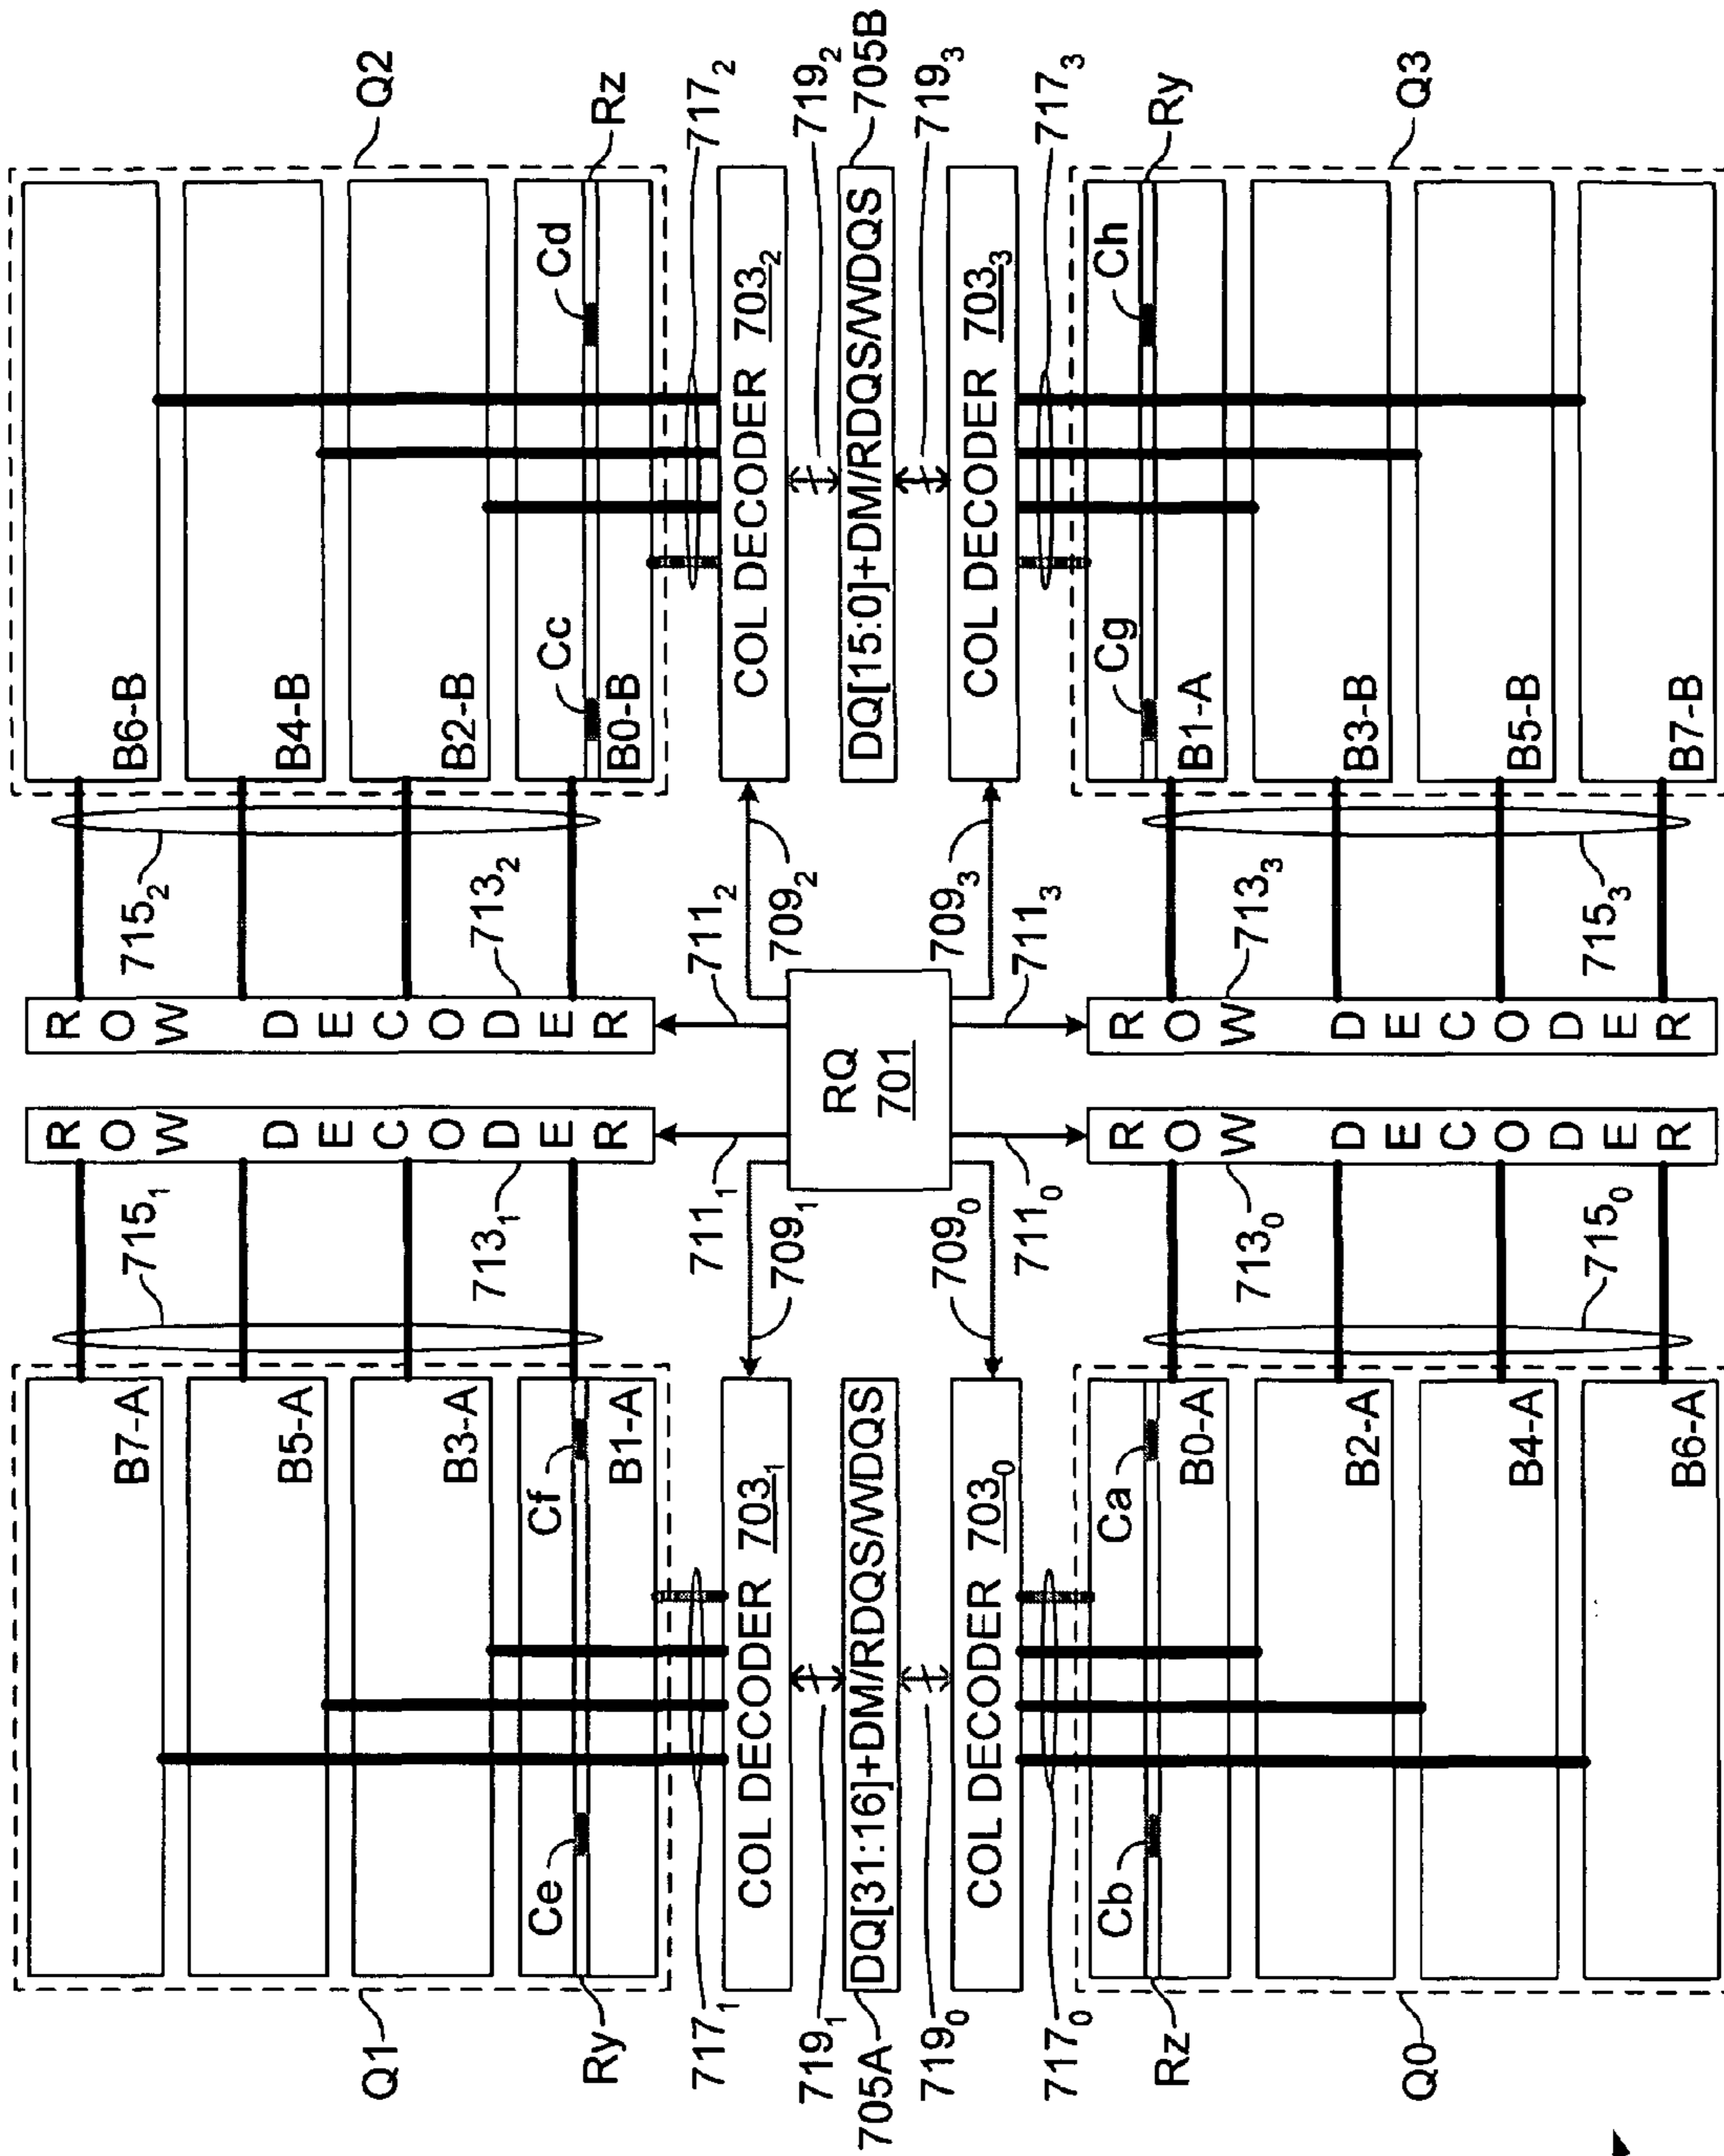 Q1
B7-A
B5-A
B3-A
Ce
Cf
B1-A
Ry
715₁
713₁
ROW DECODER
ROW DECODER
715₂
713₂
Q2
B6-B
B4-B
B2-B
Cc
Cd
B0-B
Rz
717₁
COL DECODER 703₁
711₁
711₂
COL DECODER 703₂
717₂
719₁
709₁
709₂
719₂
705A
DQ[31:16]+DM/RDQS/WDQS
RQ
701
DQ[15:0]+DM/RDQS/WDQS
705B
719₀
COL DECODER 703₀
709₀
709₃
COL DECODER 703₃
719₃
717₀
711₀
711₃
717₃
Rz
Cb
Ca
B0-A
B2-A
B4-A
B6-A
Q0
713₀
715₀
ROW DECODER
ROW DECODER
713₃
715₃
Cg
Ch
Ry
B1-A
B3-B
B5-B
B7-B
Q3